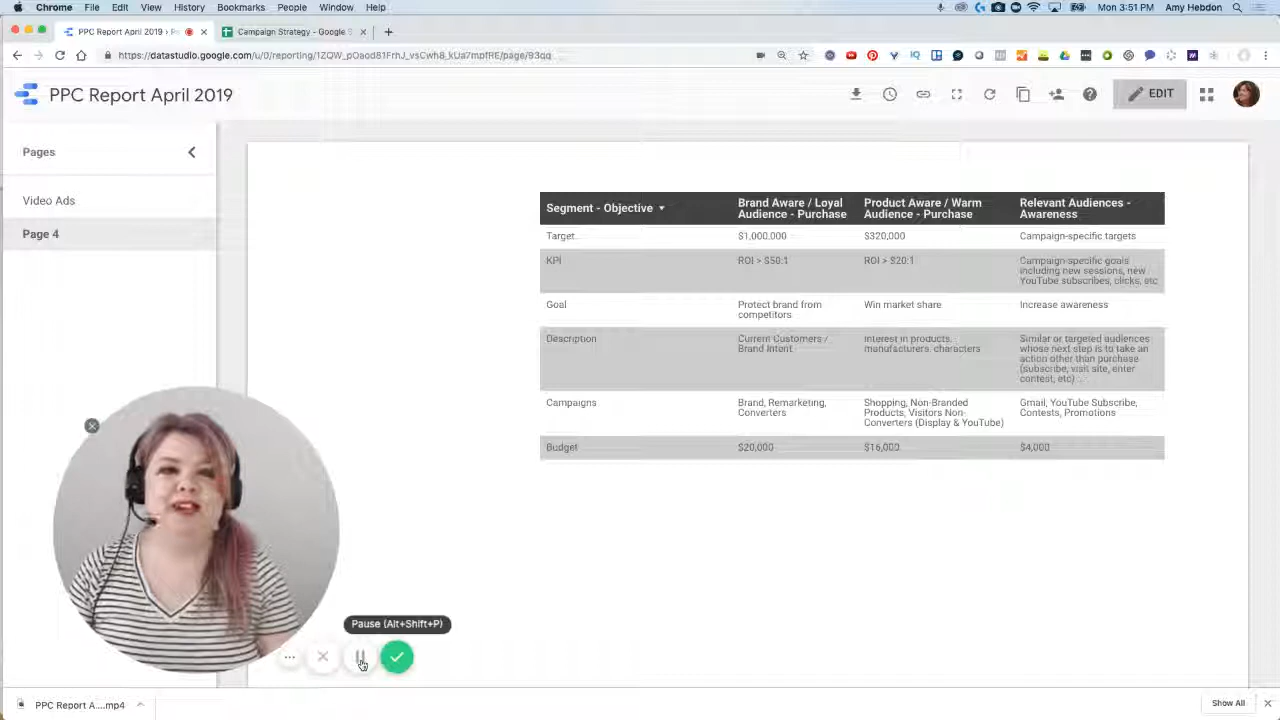 Chrome File Edit View History Bookmarks People Window Help Mon 3:51 PM Amy Hebdon
PPC Report April 2019 › Campaign Strategy - Google
PPC Report April 2019
EDIT
Pages
Video Ads
Page 4
Segment - Objective Brand Aware / Loyal Product Aware / Warm Relevant Audiences -
Audience - Purchase Audience - Purchase Awareness
Target $1,000,000 $320,000 Campaign-specific targets
KPI ROI > $50:1 ROI > $20:1 Campaign-specific goals
including new sessions, new
YouTube subscribes, clicks, etc
Goal Protect brand from Win market share Increase awareness
competitors
Description Current Customers / Interest in products, Similar or targeted audiences
Brand Intent manufacturers, characters whose next step is to take an
action other than purchase
(subscribe, visit site, enter
contest, etc)
Campaigns Brand, Remarketing, Shopping, Non-Branded Gmail, YouTube Subscribe,
Converters Products, Visitors Non- Contests, Promotions
Converters (Display & YouTube)
Budget $20,000 $16,000 $4,000
Pause (Alt+Shift+P)
PPC Report A....mp4 Show All